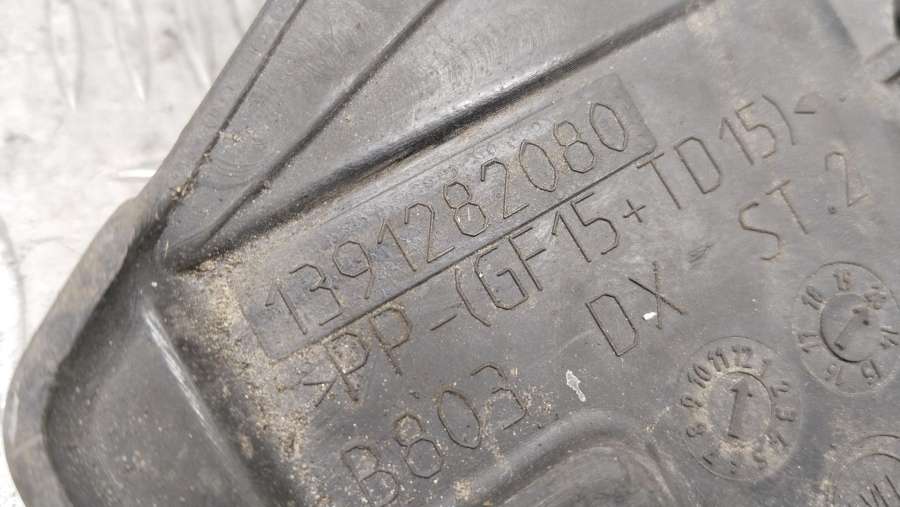 1391282080
>PP-(GF15+TD15)<
B803 DX ST.2